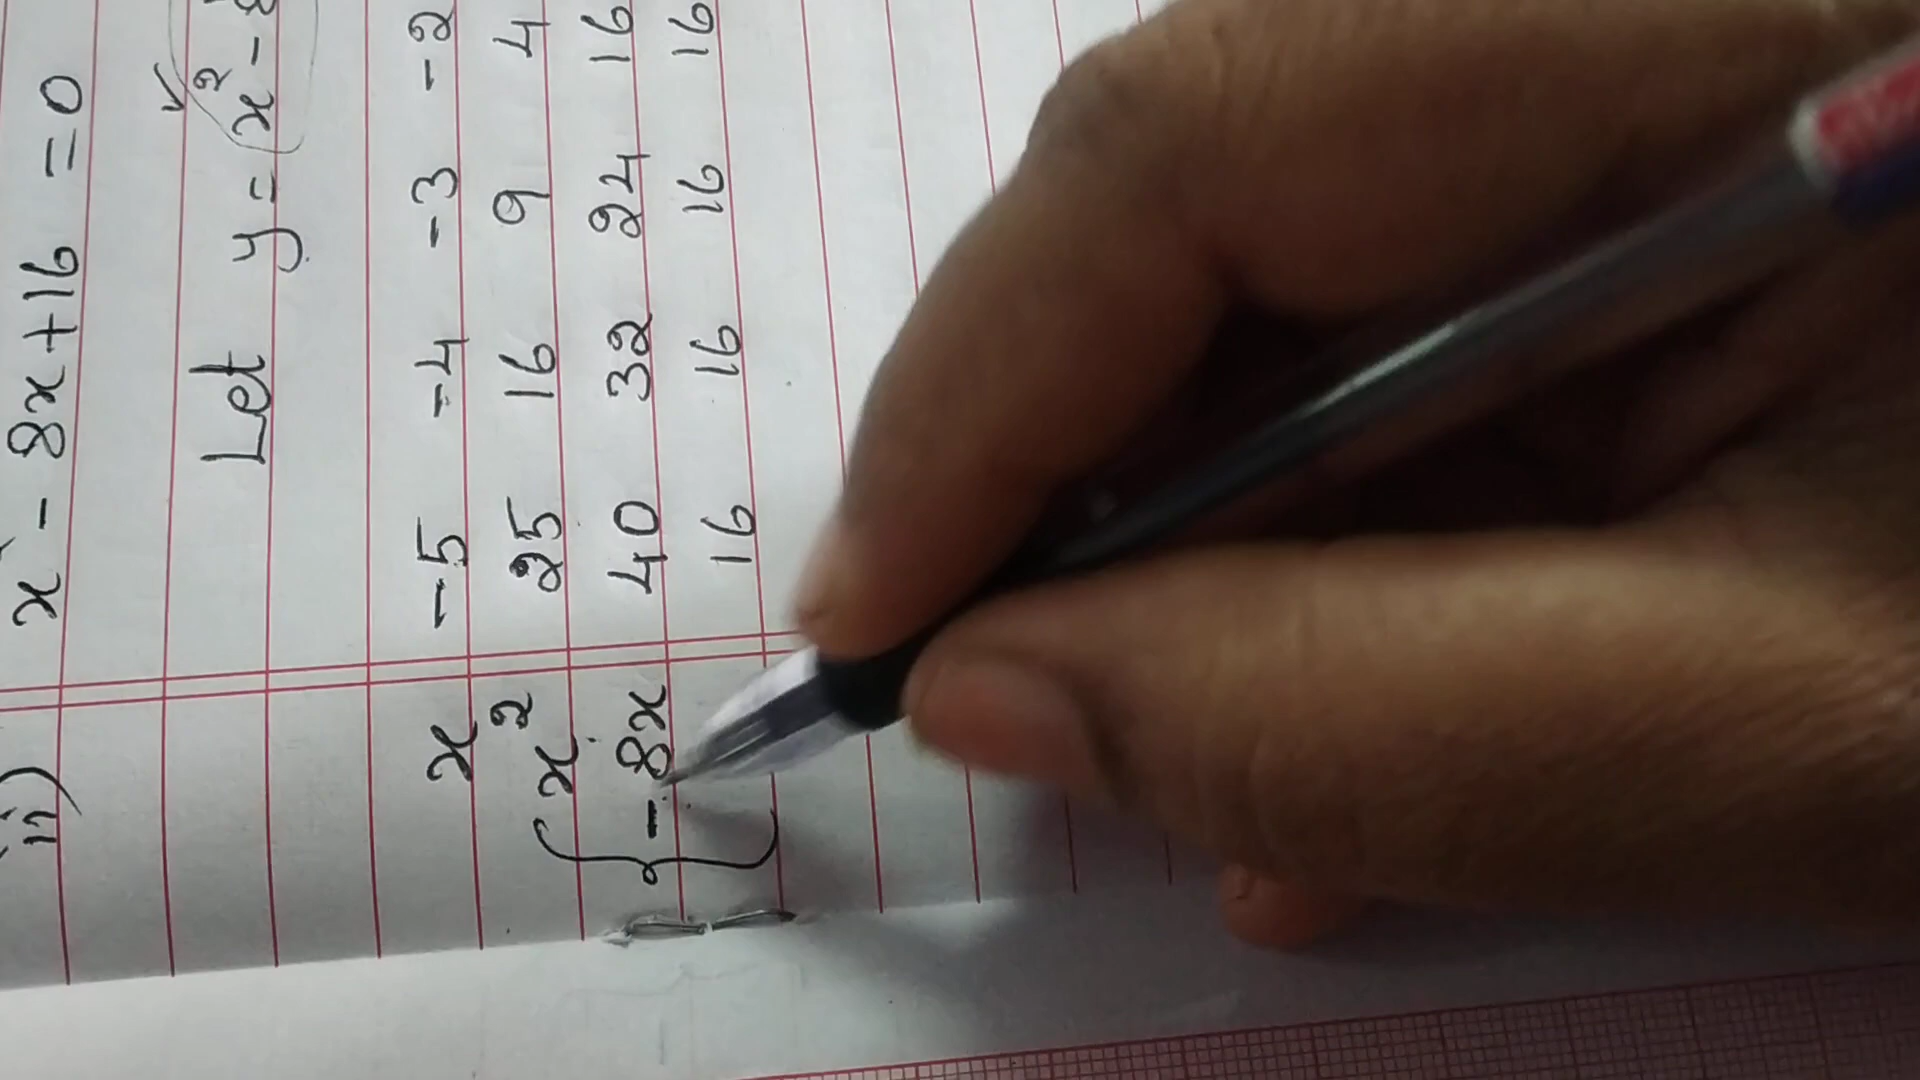 ii) x² - 8x + 16 = 0
Let y = (x² - 8
x -5 -4 -3 -2
x² 25 16 9 4
-8x 40 32 24 16
16 16 16 16